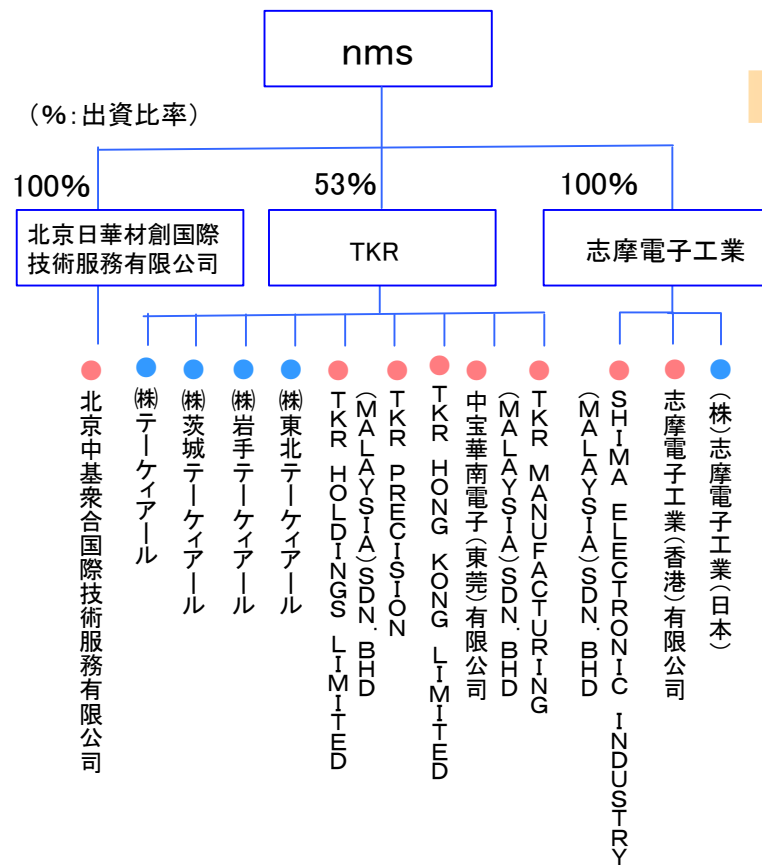 nms
(%:出資比率)
100%
53%
100%
北京日華材創国際
技術服務有限公司
TKR
志摩電子工業
北京中基衆合国際技術服務有限公司
㈱テーケィアール
㈱茨城テーケィアール
㈱岩手テーケィアール
㈱東北テーケィアール
TKR HOLDINGS LIMITED
TKR PRECISION
(MALAYSIA)SDN.BHD
TKR HONG KONG LIMITED
中宝華南電子(東莞)有限公司
TKR MANUFACTURING
(MALAYSIA)SDN.BHD
SHIMA ELECTRONIC INDUSTRY
(MALAYSIA)SDN.BHD
志摩電子工業(香港)有限公司
(株)志摩電子工業(日本)